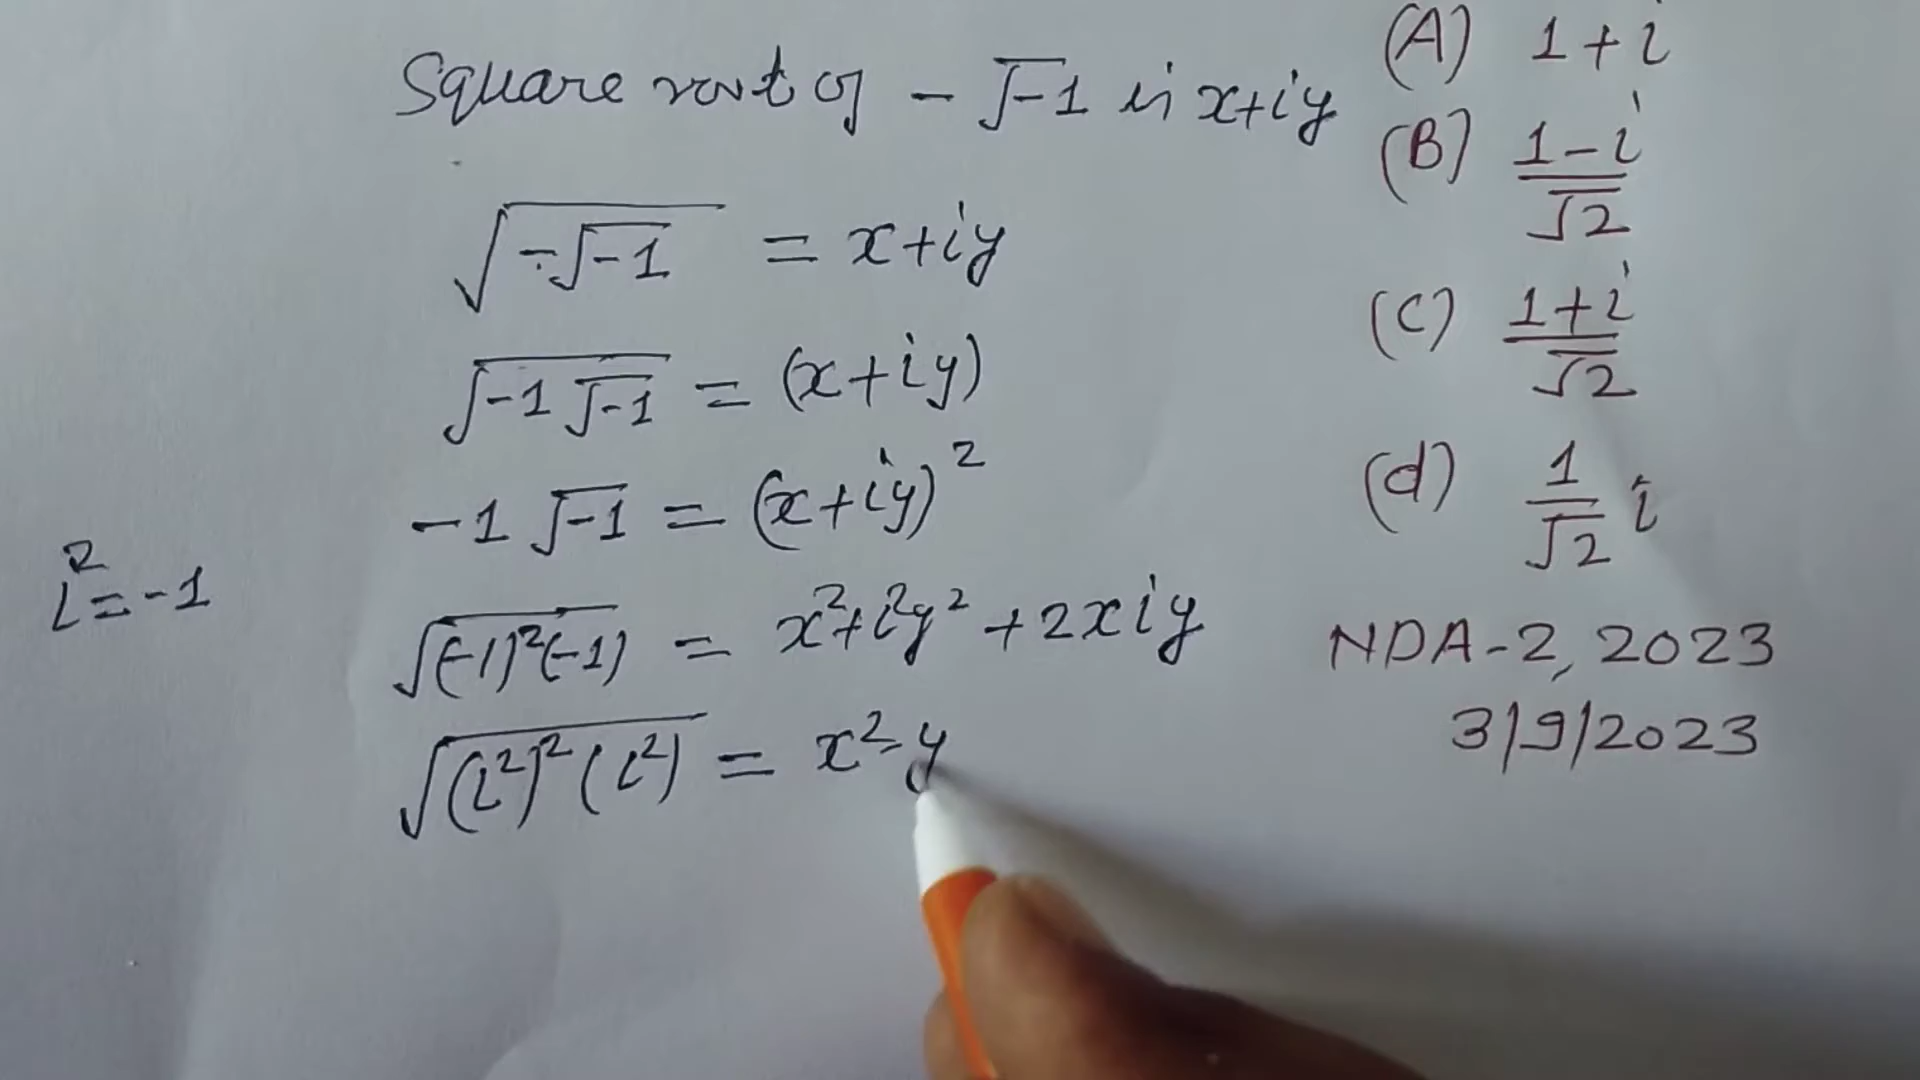 Square root of -√-1 is x+iy
√(-√-1) = x+iy
√(-1√-1) = (x+iy)
-1√-1 = (x+iy)²
i²=-1
√((-1)²(-1)) = x²+i²y²+2xiy
√((i²)²(i²)) = x²-y
(A) 1+i
(B) (1-i)/√2
(C) (1+i)/√2
(d) 1/√2 i
NDA-2, 2023
3/9/2023